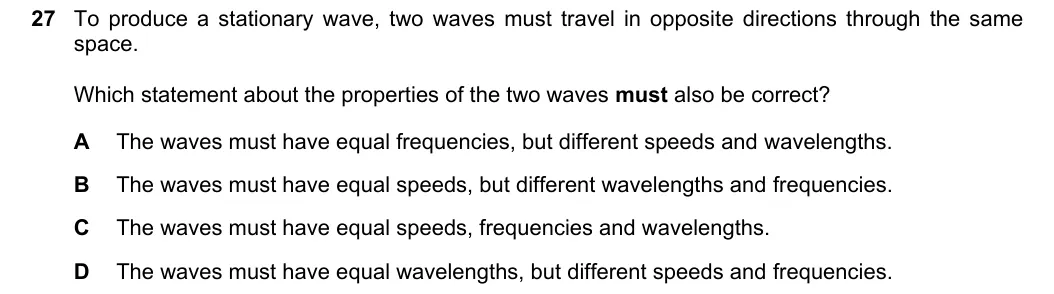 27 To produce a stationary wave, two waves must travel in opposite directions through the same
space.
Which statement about the properties of the two waves must also be correct?
A The waves must have equal frequencies, but different speeds and wavelengths.
B The waves must have equal speeds, but different wavelengths and frequencies.
C The waves must have equal speeds, frequencies and wavelengths.
D The waves must have equal wavelengths, but different speeds and frequencies.